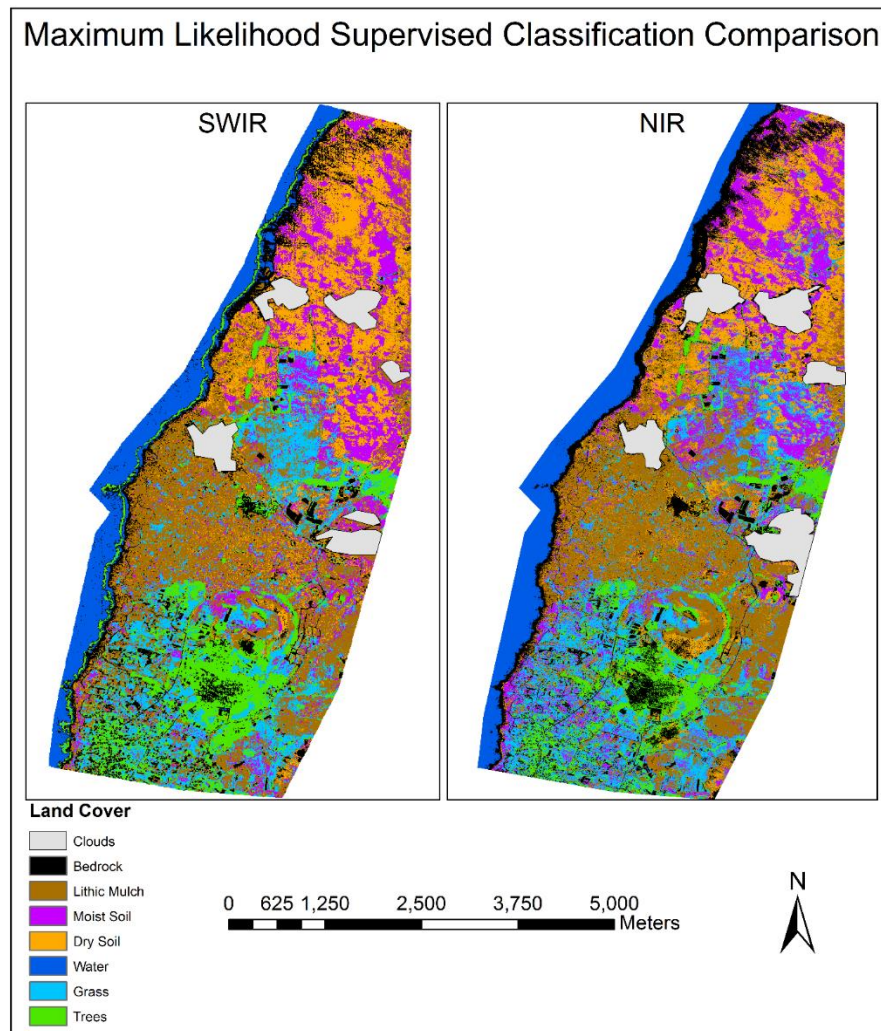 Maximum Likelihood Supervised Classification Comparison
SWIR
NIR
Land Cover
Clouds
Bedrock
Lithic Mulch
Moist Soil
Dry Soil
Water
Grass
Trees
0 625 1,250 2,500 3,750 5,000
Meters
N